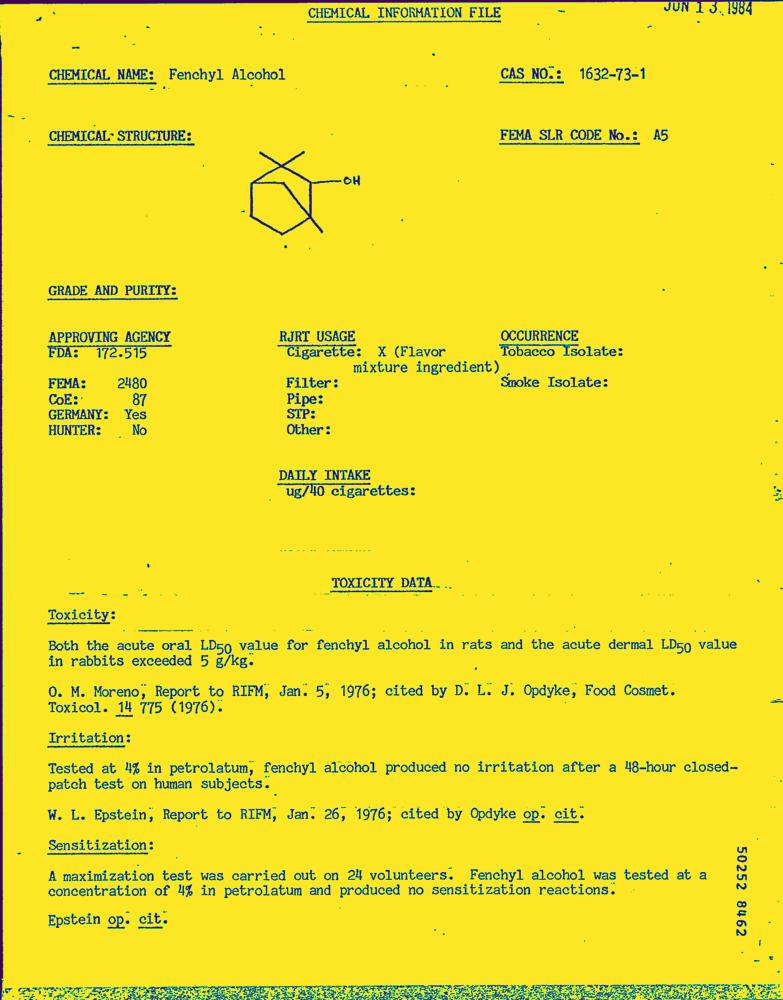 JUN 13 1984
CHEMICAL INFORMATION FILE
CHEMICAL NAME: Fenchyl Alcohol
CAS NO.: 1632-73-1
CHEMICAL STRUCTURE:
FEMA SLR CODE No.: A5
OH
GRADE AND PURITY:
APPROVING AGENCY
FDA: 172.515
FEMA: 2480
CoE: 87
GERMANY: Yes
HUNTER: No
RJRT USAGE
Cigarette: X (Flavor
mixture ingredient)
Filter:
Pipe:
STP:
Other:
OCCURRENCE
Tobacco Isolate:
Smoke Isolate:
DAILY INTAKE
ug/40 cigarettes:
TOXICITY DATA
Toxicity:
Both the acute oral LD50 value for fenchyl alcohol in rats and the acute dermal LD50 value
in rabbits exceeded 5 g/kg.
O. M. Moreno, Report to RIFM, Jan. 5, 1976; cited by D. L. J. Opdyke, Food Cosmet.
Toxicol. 14 775 (1976).
Irritation:
Tested at 4% in petrolatum, fenchyl alcohol produced no irritation after a 48-hour closed-
patch test on human subjects.
W. L. Epstein, Report to RIFM, Jan. 26, 1976; cited by Opdyke op. cit.
Sensitization:
A maximization test was carried out on 24 volunteers. Fenchyl alcohol was tested at a
concentration of 4% in petrolatum and produced no sensitization reactions.
Epstein op. cit.
50252 8462